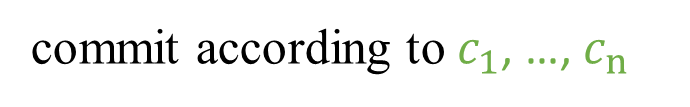 commit according to c₁, ..., cₙ